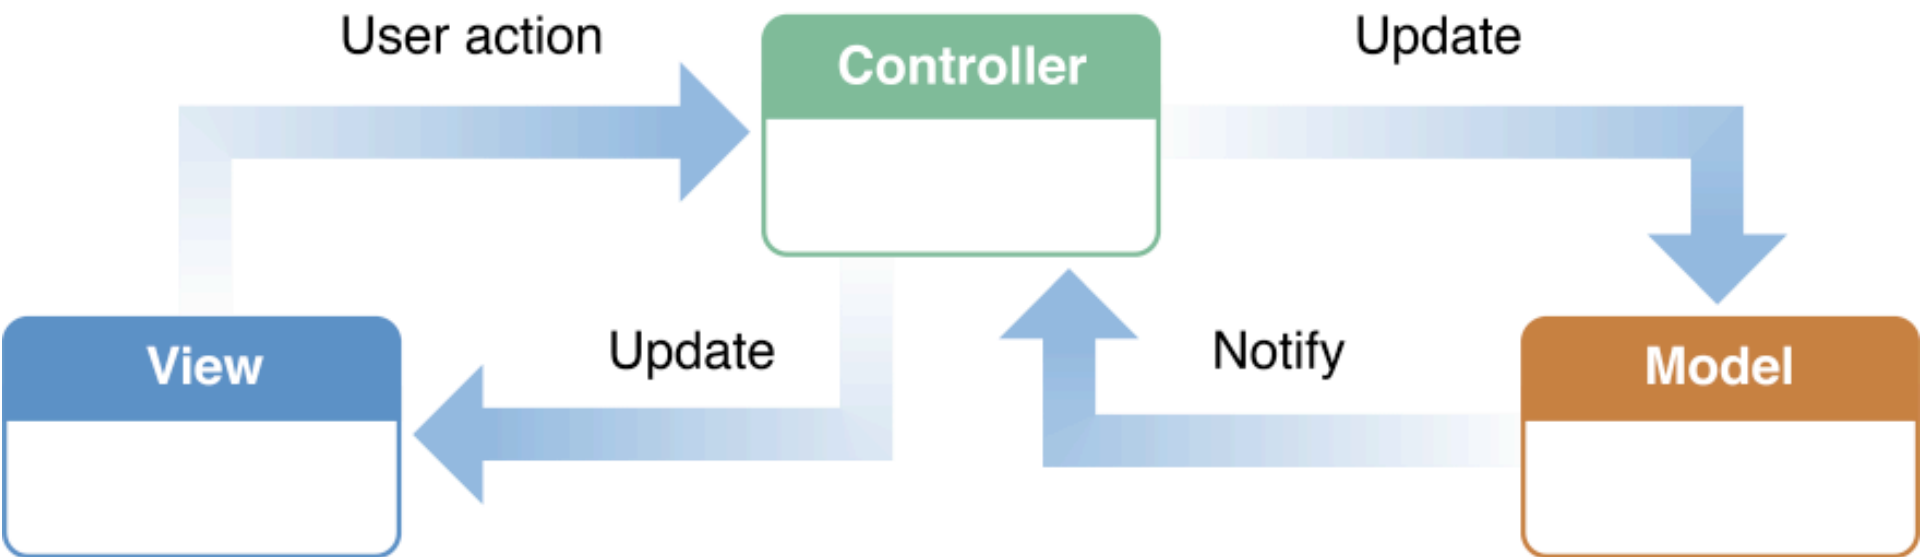 User action
Controller
Update
View
Update
Notify
Model